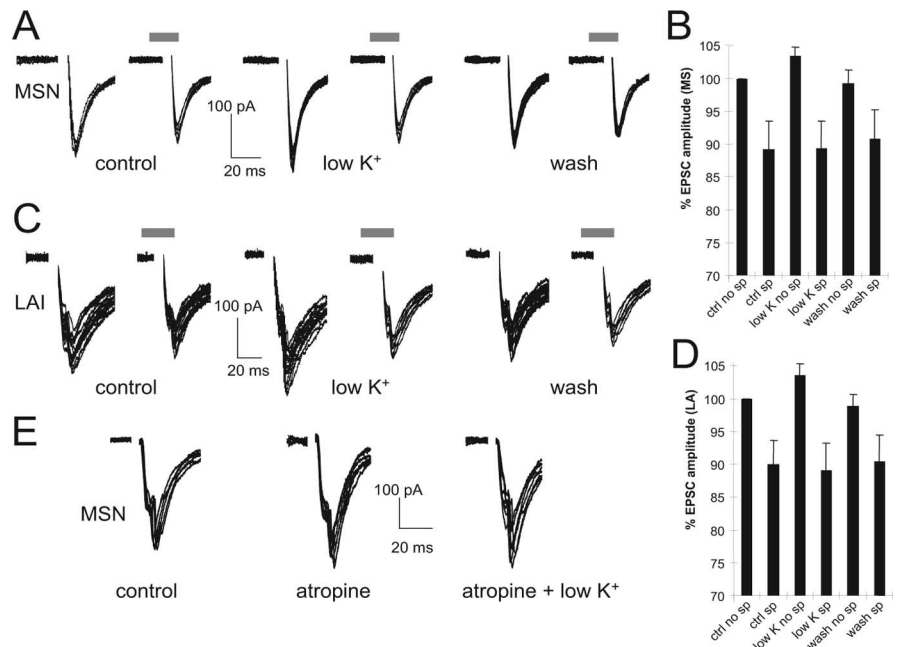 A
MSN
100 pA
20 ms
control
low K⁺
wash
B
% EPSC amplitude (MS)
105
100
95
90
85
80
75
70
ctrl no sp
ctrl sp
low K no sp
low K sp
wash no sp
wash sp
C
LAI
100 pA
20 ms
control
low K⁺
wash
D
% EPSC amplitude (LA)
105
100
95
90
85
80
75
70
ctrl no sp
ctrl sp
low K no sp
low K sp
wash no sp
wash sp
E
MSN
100 pA
20 ms
control
atropine
atropine + low K⁺